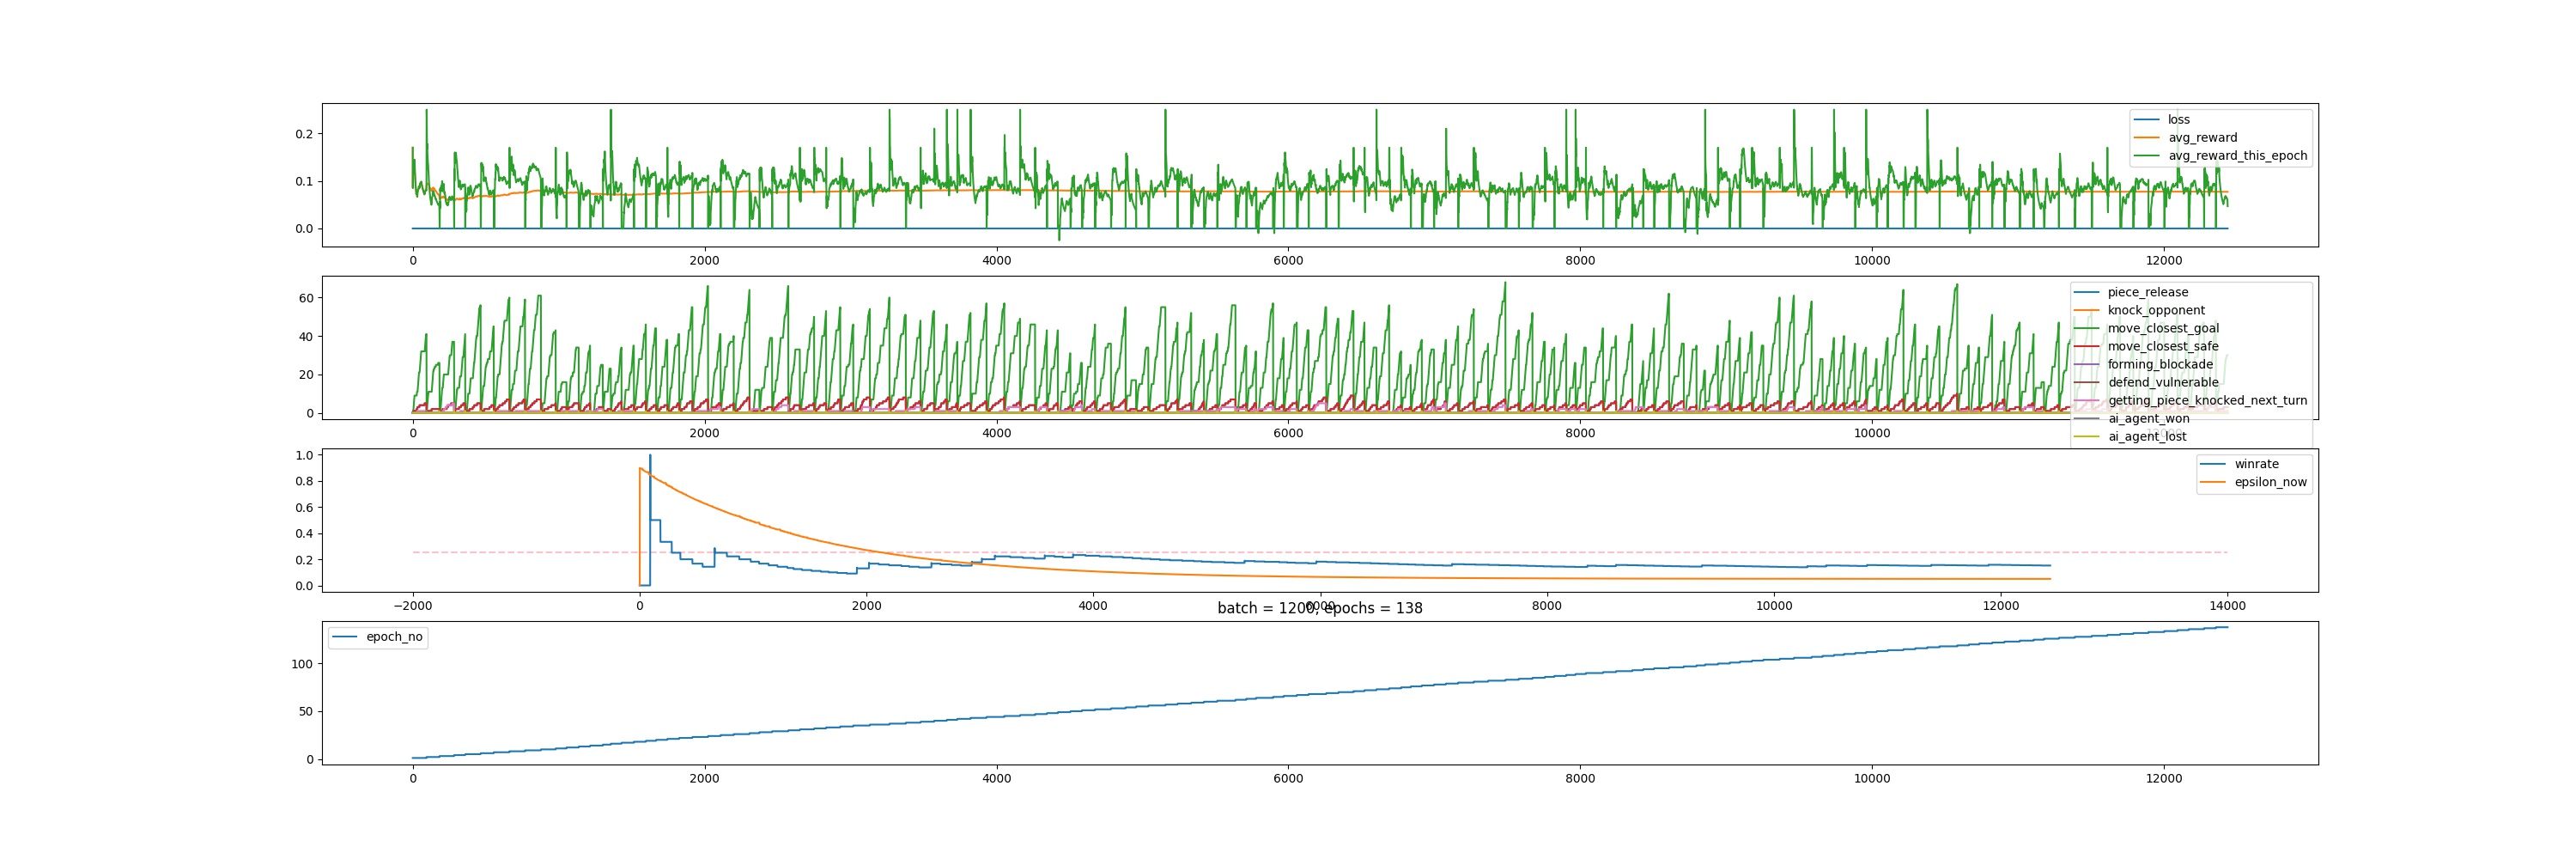 0.2
0.1
0.0
0 2000 4000 6000 8000 10000 12000
loss
avg_reward
avg_reward_this_epoch
60
40
20
0
0 2000 4000 6000 8000 10000
piece_release
knock_opponent
move_closest_goal
move_closest_safe
forming_blockade
defend_vulnerable
getting_piece_knocked_next_turn
ai_agent_won
ai_agent_lost
1.0
0.8
0.6
0.4
0.2
0.0
−2000 0 2000 4000 6000 8000 10000 12000 14000
winrate
epsilon_now
batch = 1200, epochs = 138
epoch_no
100
50
0
0 2000 4000 6000 8000 10000 12000